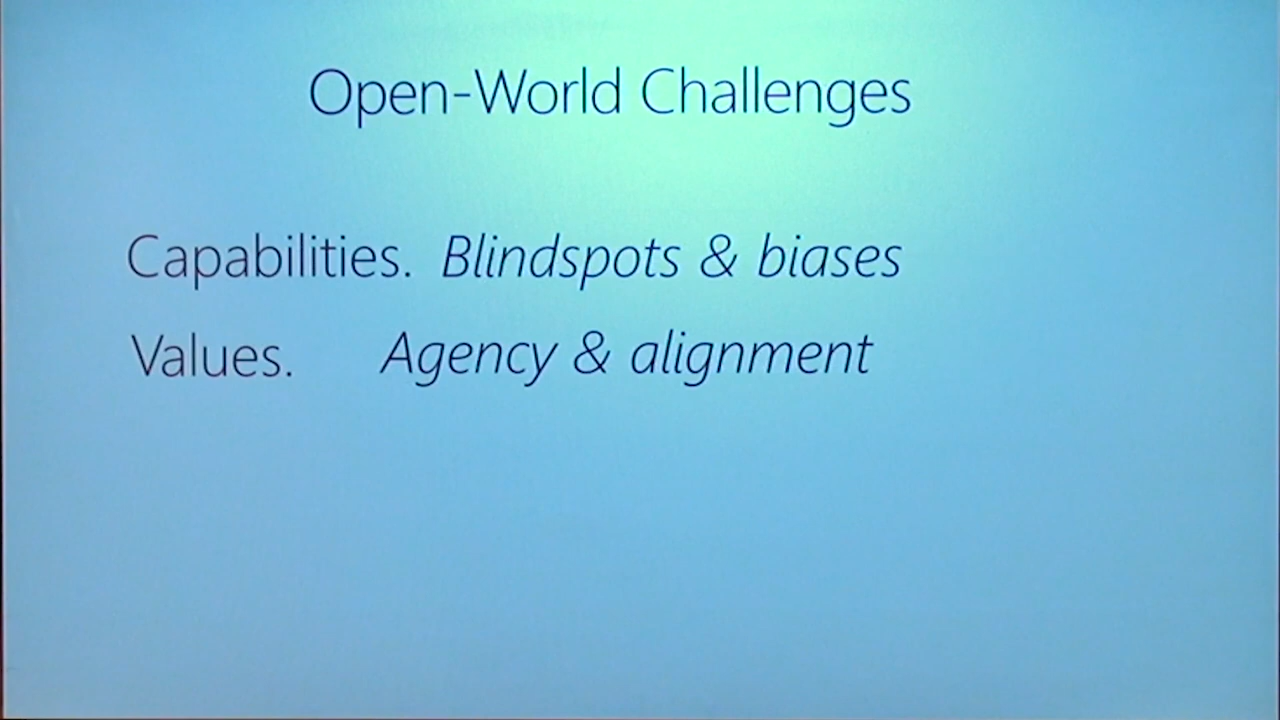 Open-World Challenges
Capabilities. Blindspots & biases
Values. Agency & alignment